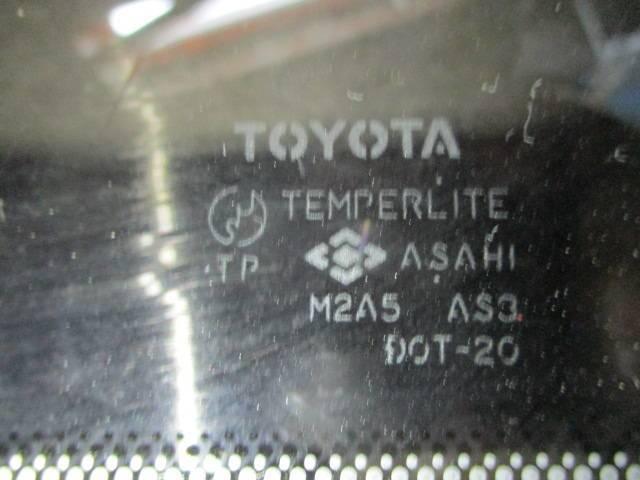 TOYOTA
TEMPERLITE
TP ASAHI
M2A5 AS3
DOT-20